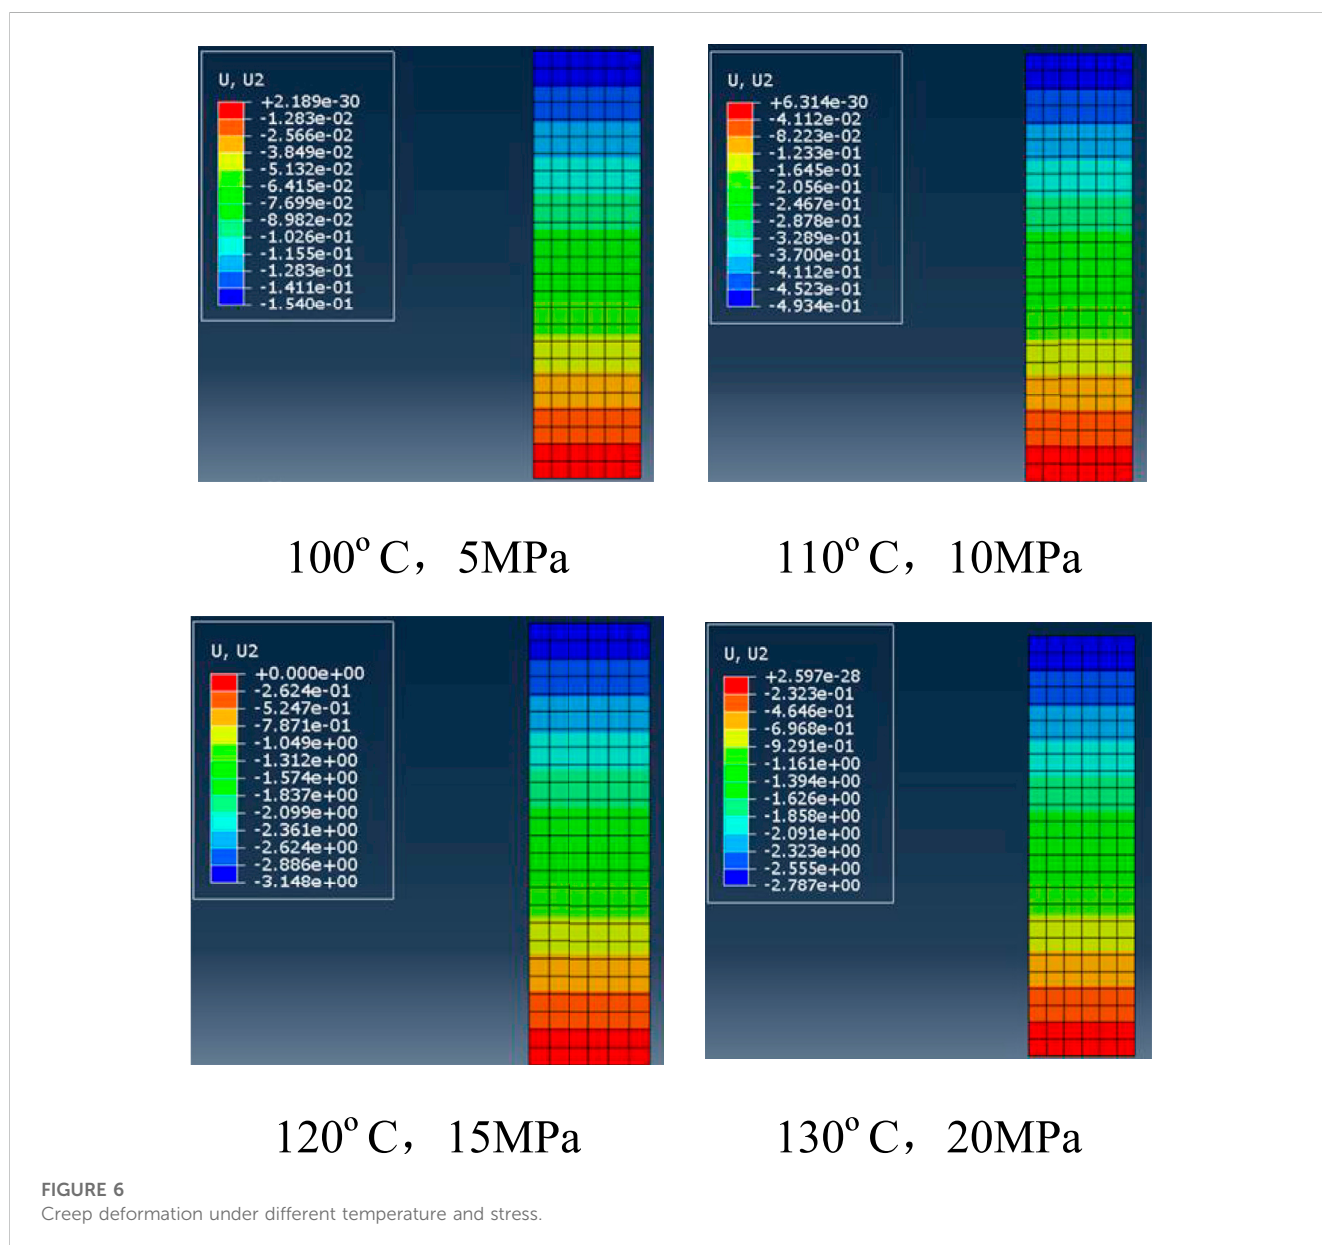 U, U2
+2.189e-30
-1.283e-02
-2.566e-02
-3.849e-02
-5.132e-02
-6.415e-02
-7.699e-02
-8.982e-02
-1.026e-01
-1.155e-01
-1.283e-01
-1.411e-01
-1.540e-01
100° C，5MPa
U, U2
+6.314e-30
-4.112e-02
-8.223e-02
-1.233e-01
-1.645e-01
-2.056e-01
-2.467e-01
-2.878e-01
-3.289e-01
-3.700e-01
-4.112e-01
-4.523e-01
-4.934e-01
110° C，10MPa
U, U2
+0.000e+00
-2.624e-01
-5.247e-01
-7.871e-01
-1.049e+00
-1.312e+00
-1.574e+00
-1.837e+00
-2.099e+00
-2.361e+00
-2.624e+00
-2.886e+00
-3.148e+00
120° C，15MPa
U, U2
+2.597e-28
-2.323e-01
-4.646e-01
-6.968e-01
-9.291e-01
-1.161e+00
-1.394e+00
-1.626e+00
-1.858e+00
-2.091e+00
-2.323e+00
-2.555e+00
-2.787e+00
130° C，20MPa
FIGURE 6
Creep deformation under different temperature and stress.